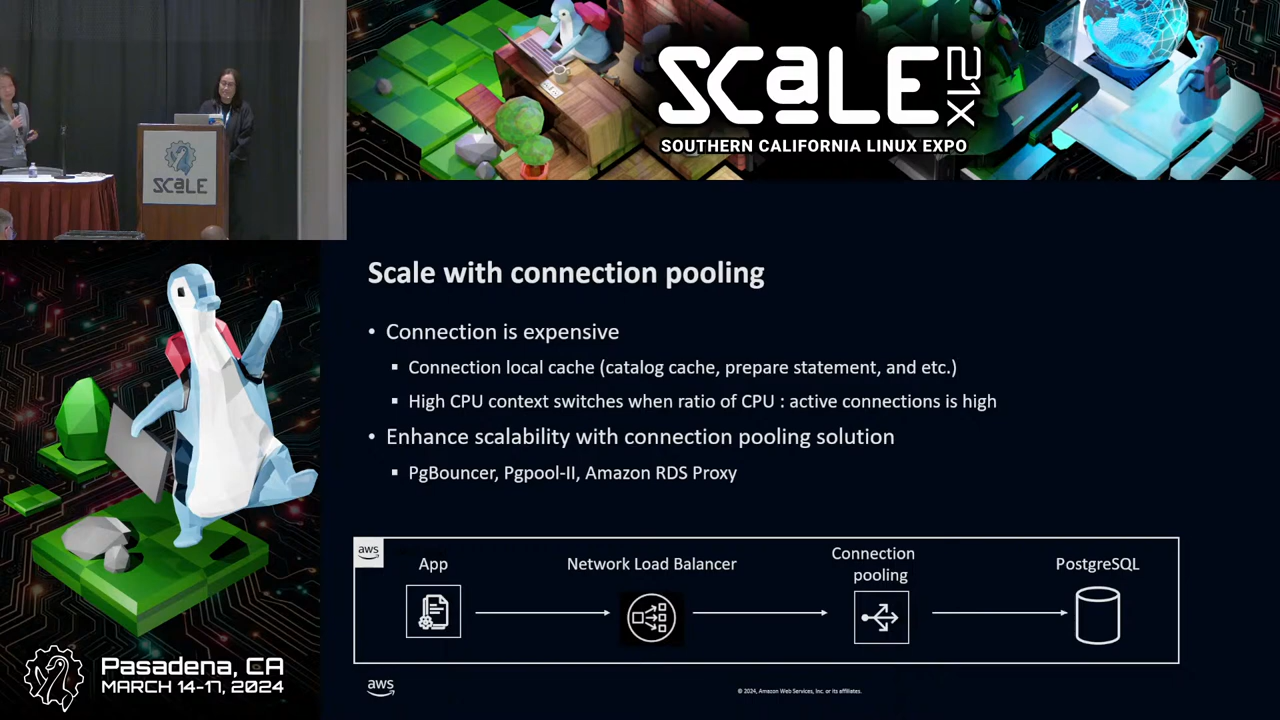 SCALE
21X
SOUTHERN CALIFORNIA LINUX EXPO
SCALE
Scale with connection pooling
• Connection is expensive
▪ Connection local cache (catalog cache, prepare statement, and etc.)
▪ High CPU context switches when ratio of CPU : active connections is high
• Enhance scalability with connection pooling solution
▪ PgBouncer, Pgpool-II, Amazon RDS Proxy
aws
App
Network Load Balancer
Connection
pooling
PostgreSQL
Pasadena, CA
MARCH 14-17, 2024
aws
© 2024, Amazon Web Services, Inc. or its affiliates.